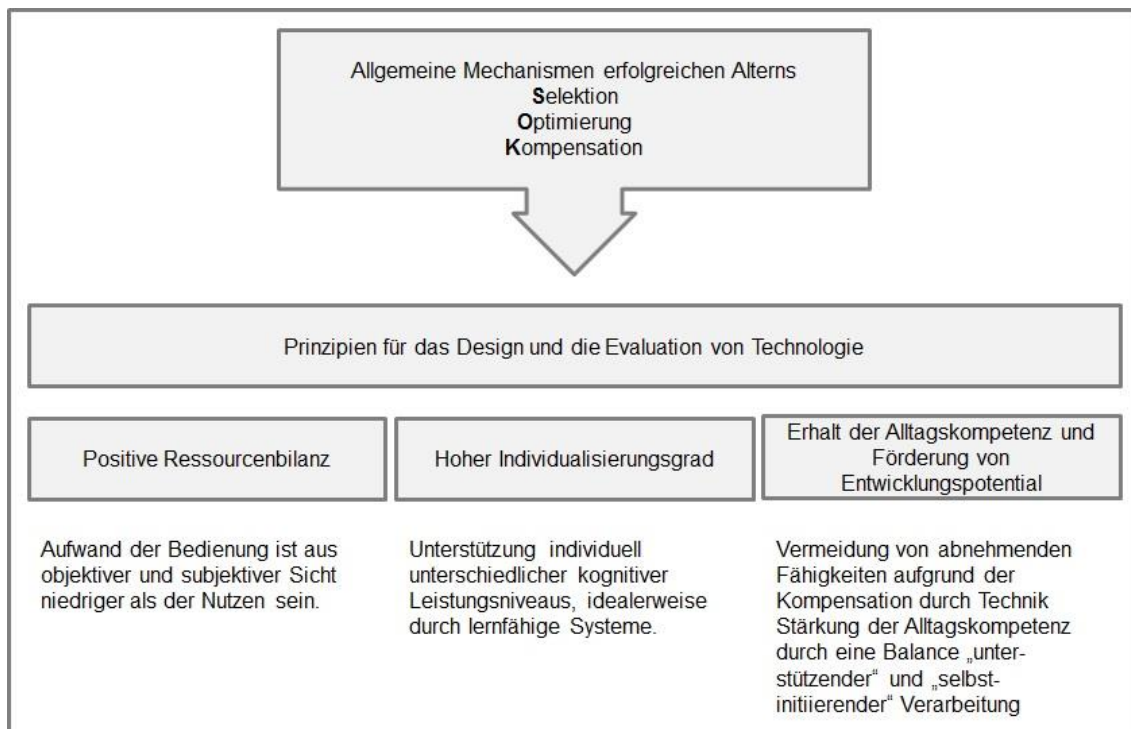 Allgemeine Mechanismen erfolgreichen Alterns
Selektion
Optimierung
Kompensation
Prinzipien für das Design und die Evaluation von Technologie
Positive Ressourcenbilanz
Hoher Individualisierungsgrad
Erhalt der Alltagskompetenz und
Förderung von
Entwicklungspotential
Aufwand der Bedienung ist aus
objektiver und subjektiver Sicht
niedriger als der Nutzen sein.
Unterstützung individuell
unterschiedlicher kognitiver
Leistungsniveaus, idealerweise
durch lernfähige Systeme.
Vermeidung von abnehmenden
Fähigkeiten aufgrund der
Kompensation durch Technik
Stärkung der Alltagskompetenz
durch eine Balance „unter-
stützender“ und „selbst-
initiierender“ Verarbeitung